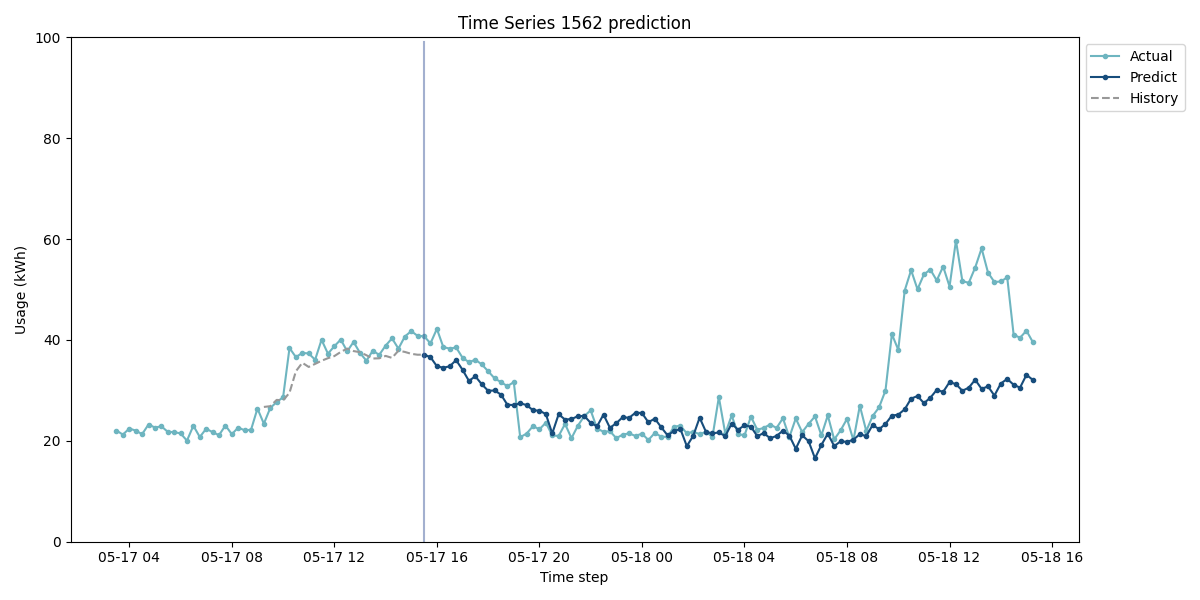 Time Series 1562 prediction
100
80
60
40
20
0
Usage (kWh)
05-17 04
05-17 08
05-17 12
05-17 16
05-17 20
05-18 00
05-18 04
05-18 08
05-18 12
05-18 16
Time step
Actual
Predict
History